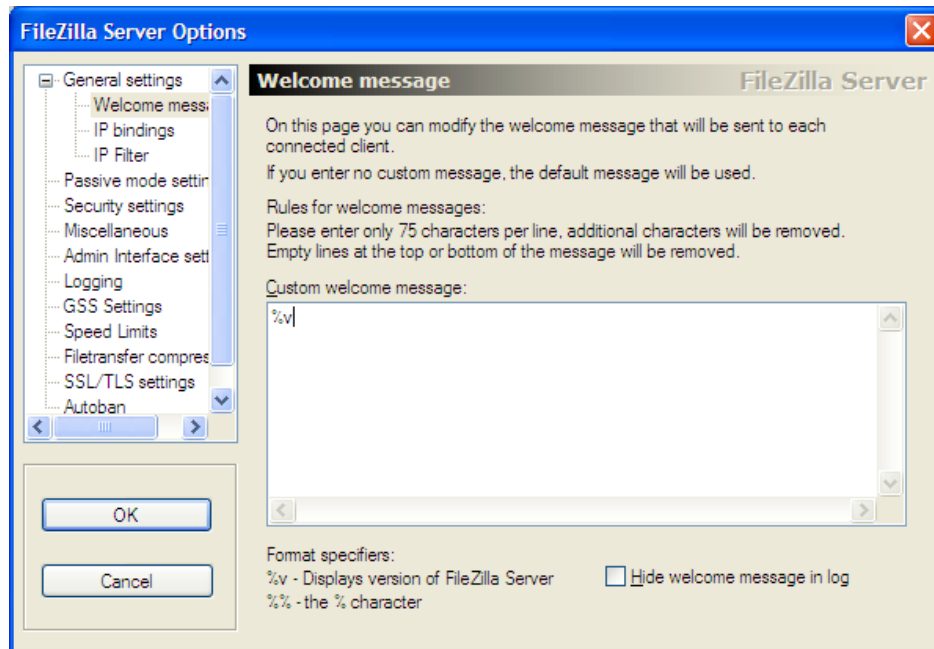 FileZilla Server Options
General settings
Welcome messa
IP bindings
IP Filter
Passive mode settin
Security settings
Miscellaneous
Admin Interface sett
Logging
GSS Settings
Speed Limits
Filetransfer compres
SSL/TLS settings
Autoban
OK
Cancel
Welcome message
FileZilla Server
On this page you can modify the welcome message that will be sent to each
connected client.
If you enter no custom message, the default message will be used.
Rules for welcome messages:
Please enter only 75 characters per line, additional characters will be removed.
Empty lines at the top or bottom of the message will be removed.
Custom welcome message:
%v
Format specifiers:
%v - Displays version of FileZilla Server
%% - the % character
Hide welcome message in log